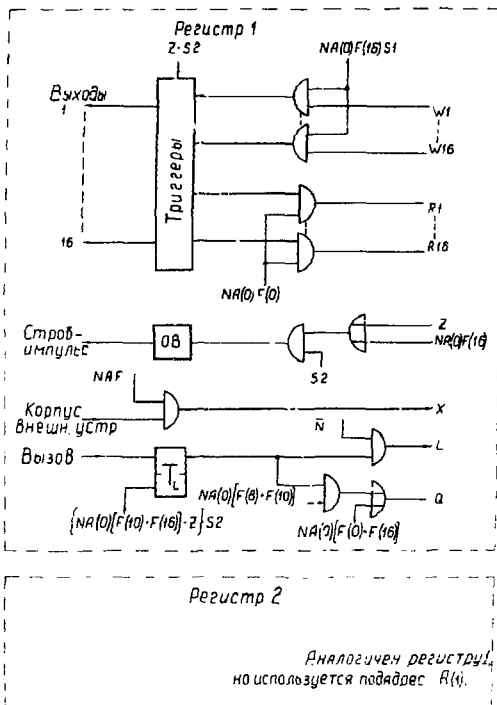 Регистр 1
Z·S2
NA(0)F(16)S1
Выходы
1
16
Триггеры
W1
W16
R1
R16
NA(0)F(0)
Строб-
импульс
ОВ
S2
Z
NA(0)F(16)
NAF
Корпус
внешн. устр
X
Вызов
T_L
N̄
L
NA(0)[F(8)+F(10)]
Q
{NA(0)[F(10)+F(16)]+Z}S2
NA(0)[F(0)+F(16)]
Регистр 2
Аналогичен регистру1,
но используется подадрес A(1).